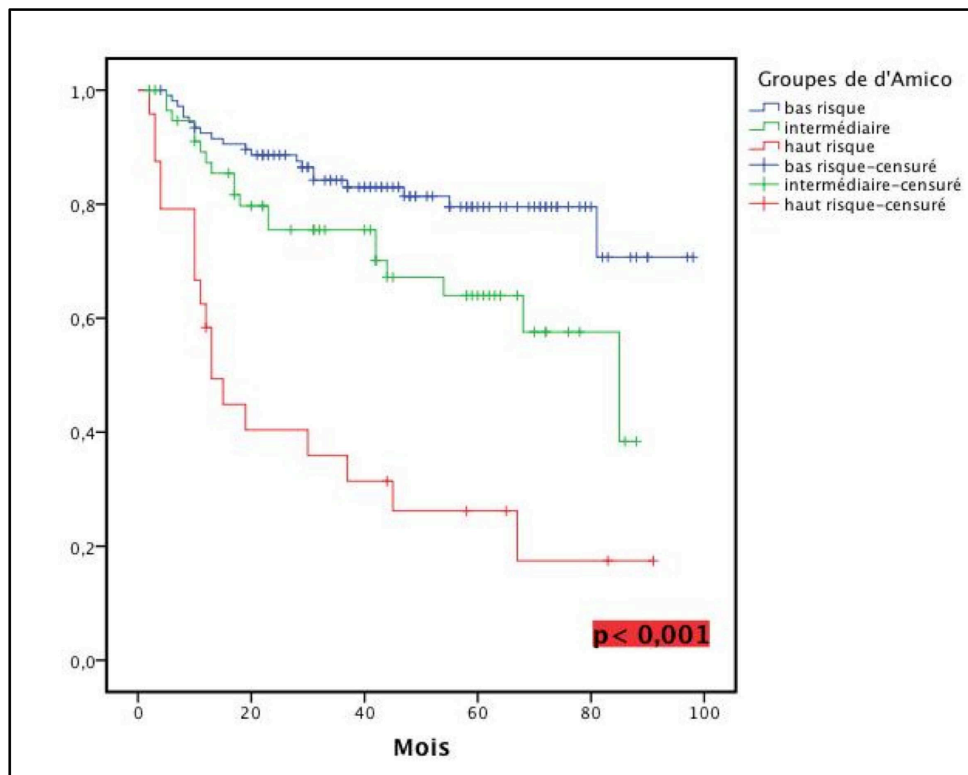 Groupes de d'Amico
bas risque
intermédiaire
haut risque
bas risque-censuré
intermédiaire-censuré
haut risque-censuré
1,0
0,8
0,6
0,4
0,2
0,0
p< 0,001
0 20 40 60 80 100
Mois